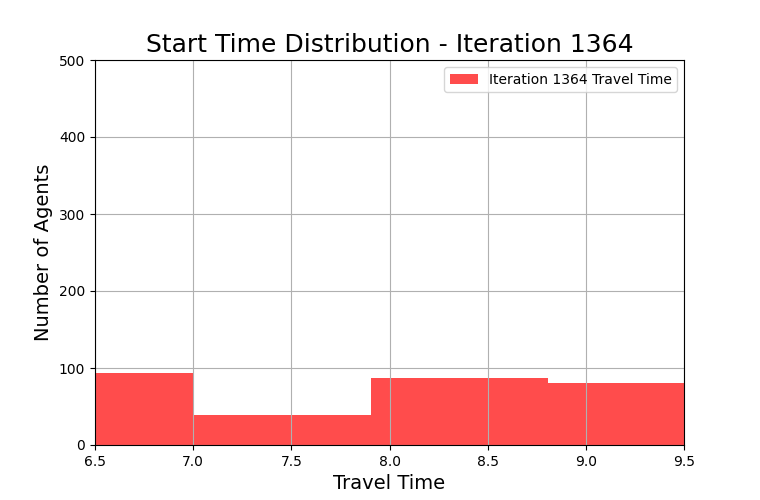 Start Time Distribution - Iteration 1364
Iteration 1364 Travel Time
Number of Agents
500
400
300
200
100
0
6.5 7.0 7.5 8.0 8.5 9.0 9.5
Travel Time